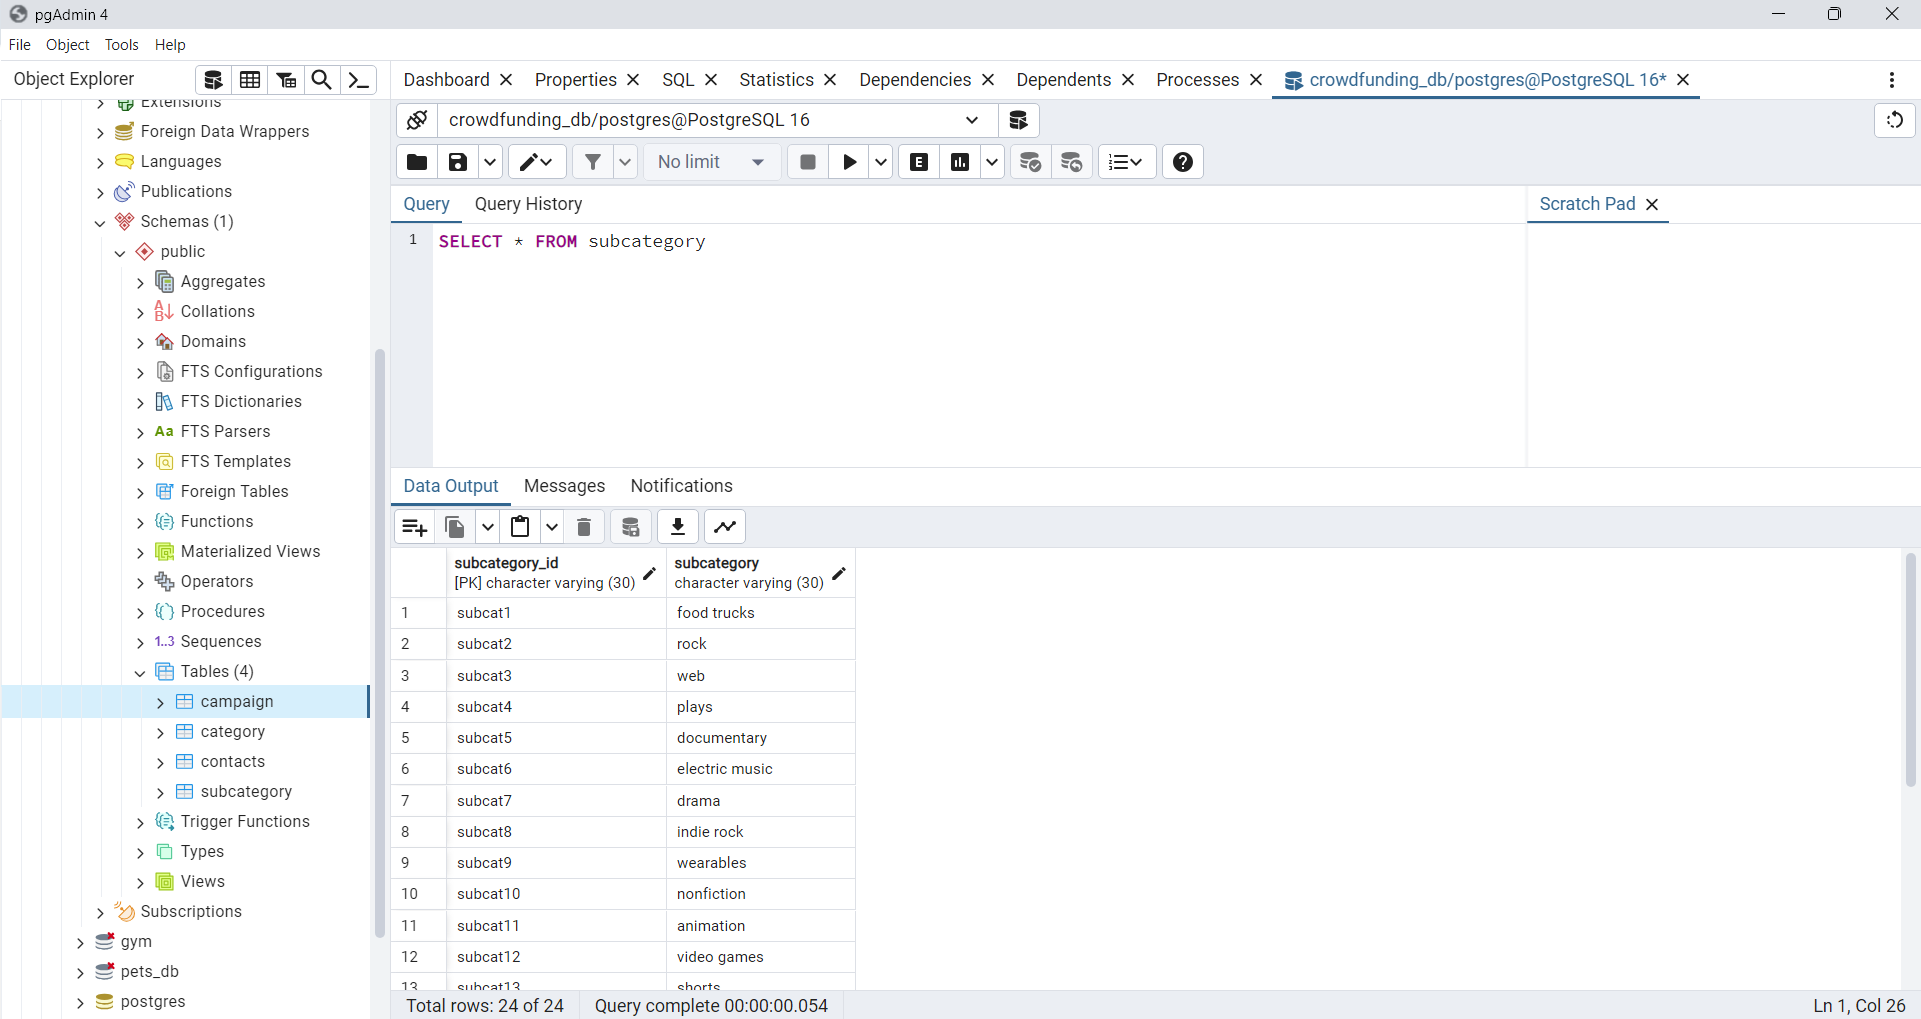 pgAdmin 4
File Object Tools Help
Object Explorer
Dashboard Properties SQL Statistics Dependencies Dependents Processes crowdfunding_db/postgres@PostgreSQL 16*
Extensions
Foreign Data Wrappers
Languages
Publications
Schemas (1)
public
Aggregates
Collations
Domains
FTS Configurations
FTS Dictionaries
Aa FTS Parsers
FTS Templates
Foreign Tables
Functions
Materialized Views
Operators
Procedures
1..3 Sequences
Tables (4)
campaign
category
contacts
subcategory
Trigger Functions
Types
Views
Subscriptions
gym
pets_db
postgres
crowdfunding_db/postgres@PostgreSQL 16
No limit
E
Query Query History
Scratch Pad
1 SELECT * FROM subcategory
Data Output Messages Notifications
subcategory_id subcategory
[PK] character varying (30) character varying (30)
1 subcat1 food trucks
2 subcat2 rock
3 subcat3 web
4 subcat4 plays
5 subcat5 documentary
6 subcat6 electric music
7 subcat7 drama
8 subcat8 indie rock
9 subcat9 wearables
10 subcat10 nonfiction
11 subcat11 animation
12 subcat12 video games
13 subcat13 shorts
Total rows: 24 of 24 Query complete 00:00:00.054 Ln 1, Col 26